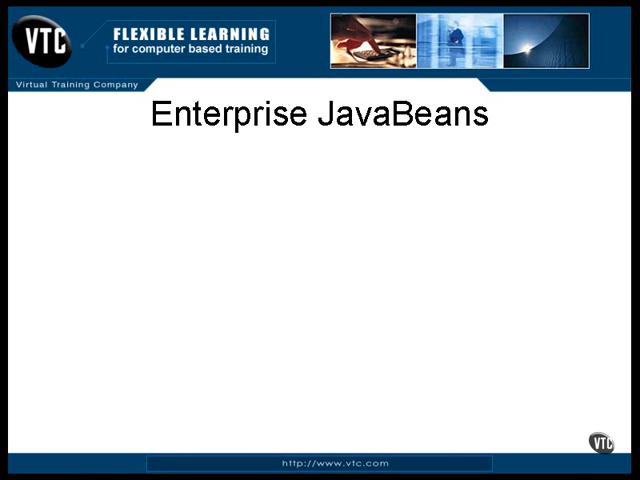 VTC
FLEXIBLE LEARNING
for computer based training
Virtual Training Company
Enterprise JavaBeans
VTC
http://www.vtc.com